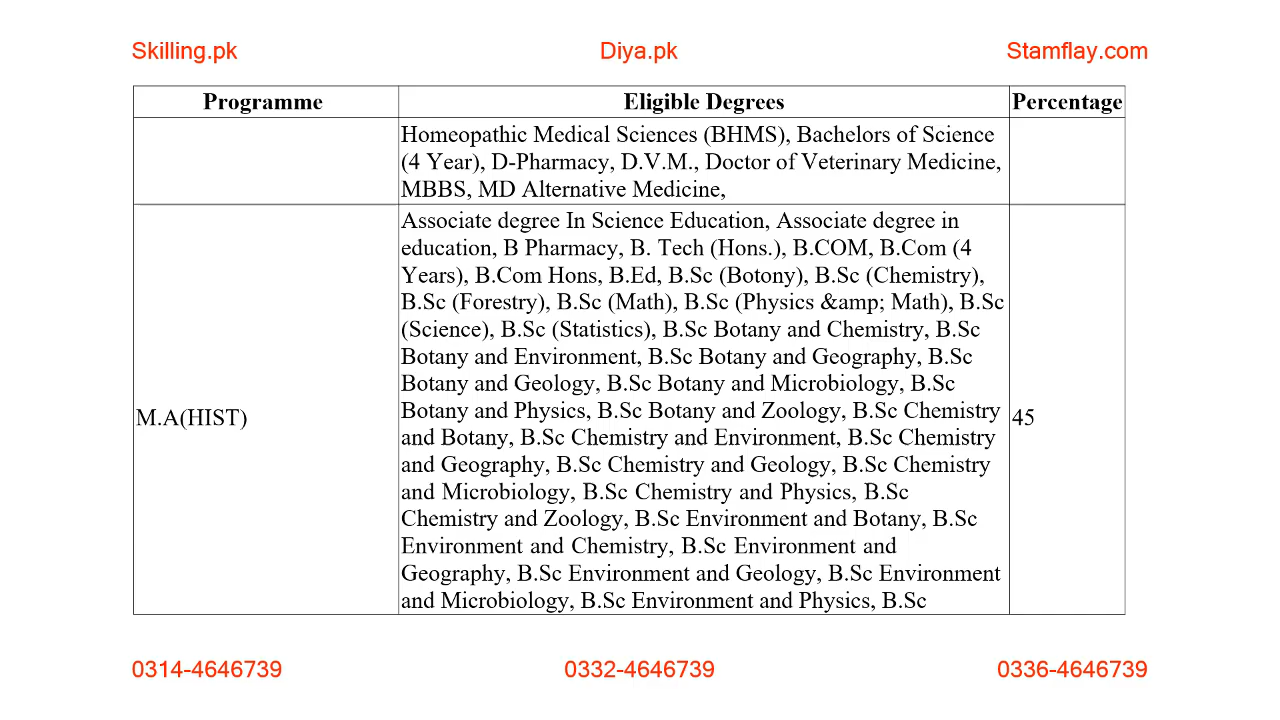 Skilling.pk Diya.pk Stamflay.com
Programme Eligible Degrees Percentage
Homeopathic Medical Sciences (BHMS), Bachelors of Science
(4 Year), D-Pharmacy, D.V.M., Doctor of Veterinary Medicine,
MBBS, MD Alternative Medicine,
Associate degree In Science Education, Associate degree in
education, B Pharmacy, B. Tech (Hons.), B.COM, B.Com (4
Years), B.Com Hons, B.Ed, B.Sc (Botony), B.Sc (Chemistry),
B.Sc (Forestry), B.Sc (Math), B.Sc (Physics &amp; Math), B.Sc
(Science), B.Sc (Statistics), B.Sc Botany and Chemistry, B.Sc
Botany and Environment, B.Sc Botany and Geography, B.Sc
Botany and Geology, B.Sc Botany and Microbiology, B.Sc
Botany and Physics, B.Sc Botany and Zoology, B.Sc Chemistry
M.A(HIST)
45
and Botany, B.Sc Chemistry and Environment, B.Sc Chemistry
and Geography, B.Sc Chemistry and Geology, B.Sc Chemistry
and Microbiology, B.Sc Chemistry and Physics, B.Sc
Chemistry and Zoology, B.Sc Environment and Botany, B.Sc
Environment and Chemistry, B.Sc Environment and
Geography, B.Sc Environment and Geology, B.Sc Environment
and Microbiology, B.Sc Environment and Physics, B.Sc
0314-4646739 0332-4646739 0336-4646739